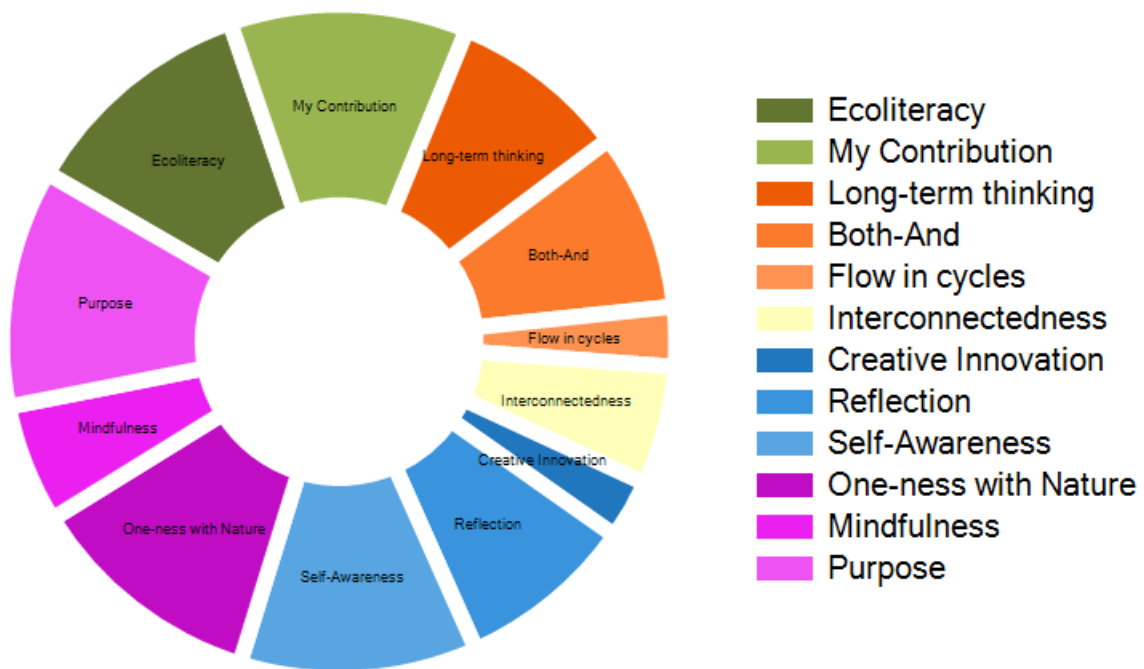 My Contribution
Long-term thinking
Ecoliteracy
Both-And
Purpose
Flow in cycles
Interconnectedness
Mindfulness
Creative Innovation
One-ness with Nature
Reflection
Self-Awareness
Ecoliteracy
My Contribution
Long-term thinking
Both-And
Flow in cycles
Interconnectedness
Creative Innovation
Reflection
Self-Awareness
One-ness with Nature
Mindfulness
Purpose